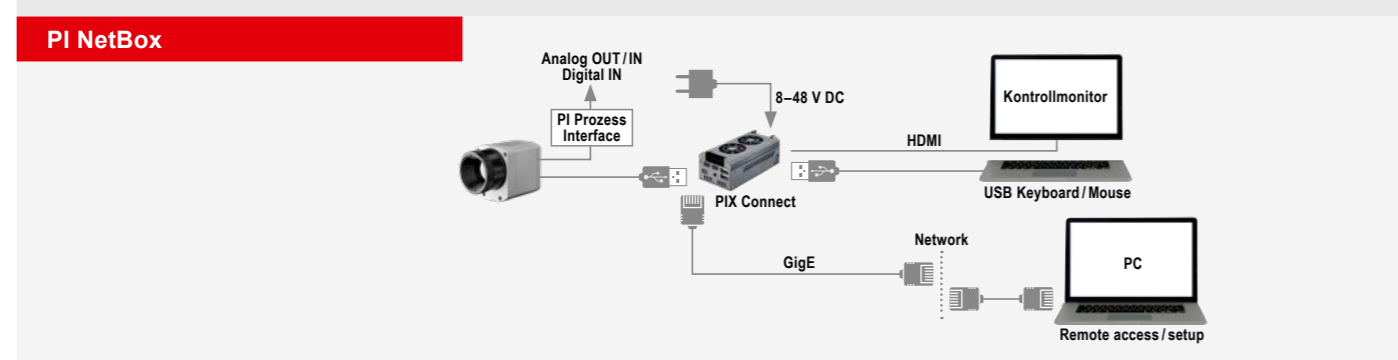 PI NetBox
Analog OUT / IN
Digital IN
PI Prozess
Interface
8–48 V DC
PIX Connect
HDMI
Kontrollmonitor
USB Keyboard / Mouse
GigE
Network
PC
Remote access / setup